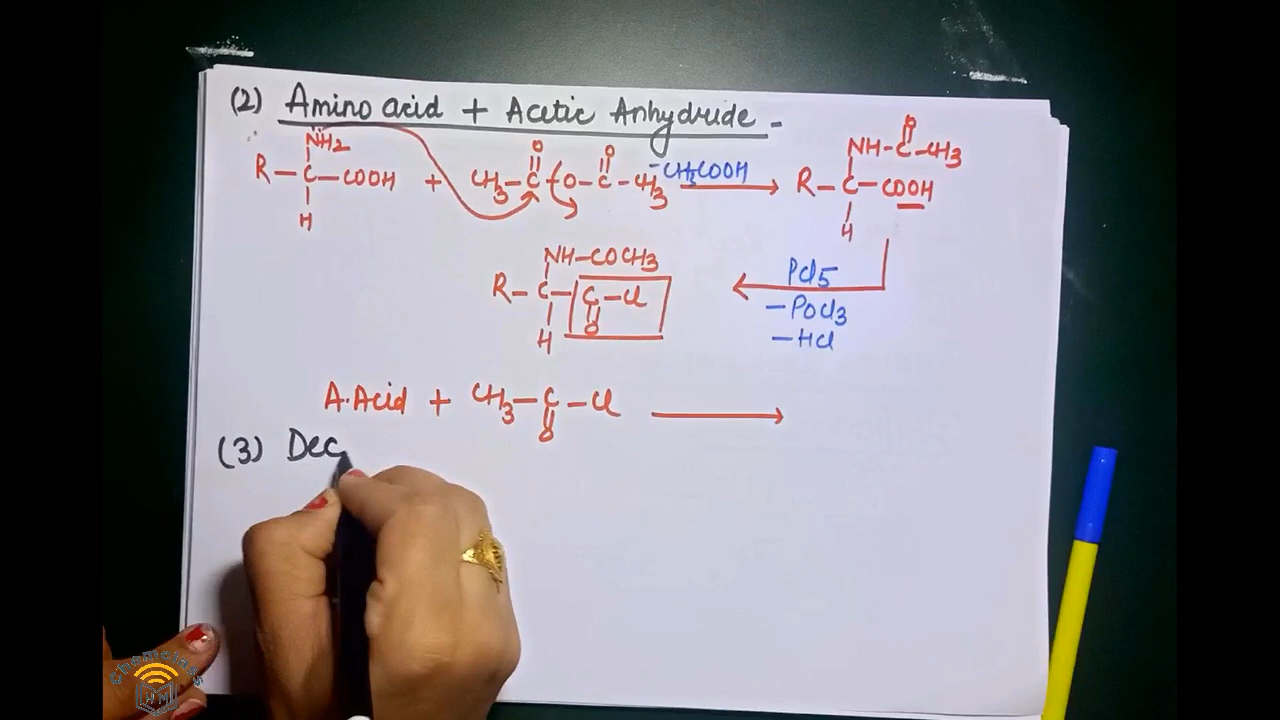 (2) Amino acid + Acetic Anhydride -
NH2
R-C-COOH + CH3-C-O-C-CH3 -CH3COOH R-C-COOH
O O
H
NH-C-CH3
O
H
NH-COCH3
R-C-C-Cl
O
H
PCl5
-POCl3
-HCl
A.Acid + CH3-C-Cl
O
(3) Dec
Chemclass